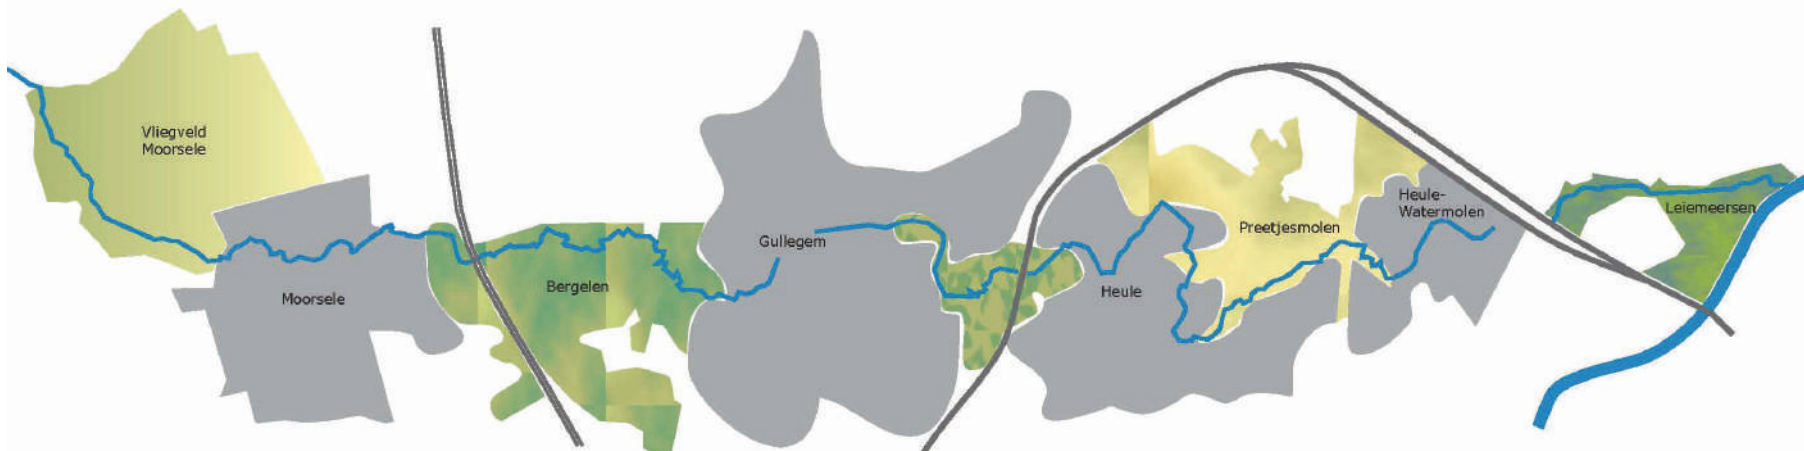 Vliegveld
Moorsele
Moorsele
Bergelen
Gullegem
Heule
Preetjesmolen
Heule-
Watermolen
Leiemeersen